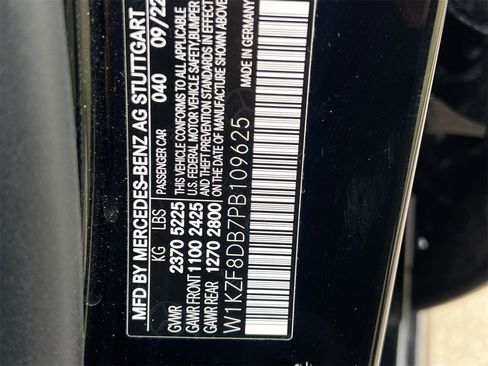 MFD BY MERCEDES-BENZ AG STUTTGART
PASSENGER CAR 040 09/22
KG LBS
GVWR 2370 5225
GAWR FRONT 1100 2425
GAWR REAR 1270 2800
THIS VEHICLE CONFORMS TO ALL APPLICABLE
U.S. FEDERAL MOTOR VEHICLE SAFETY, BUMPER
AND THEFT PREVENTION STANDARDS IN EFFECT
ON THE DATE OF MANUFACTURE SHOWN ABOVE
MADE IN GERMANY
W1KZF8DB7PB109625